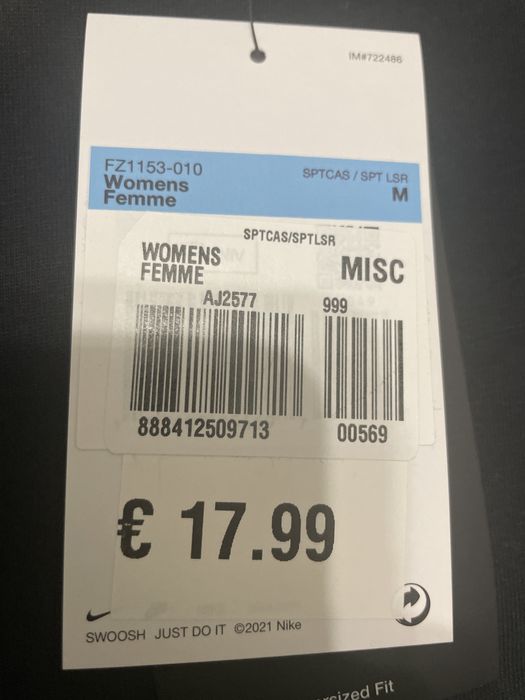 IM#722486
FZ1153-010
SPTCAS / SPT LSR
Womens
M
Femme
SPTCAS/SPTLSR
WOMENS
FEMME
MISC
AJ2577
999
888412509713
00569
€ 17.99
SWOOSH JUST DO IT ©2021 Nike
Fit